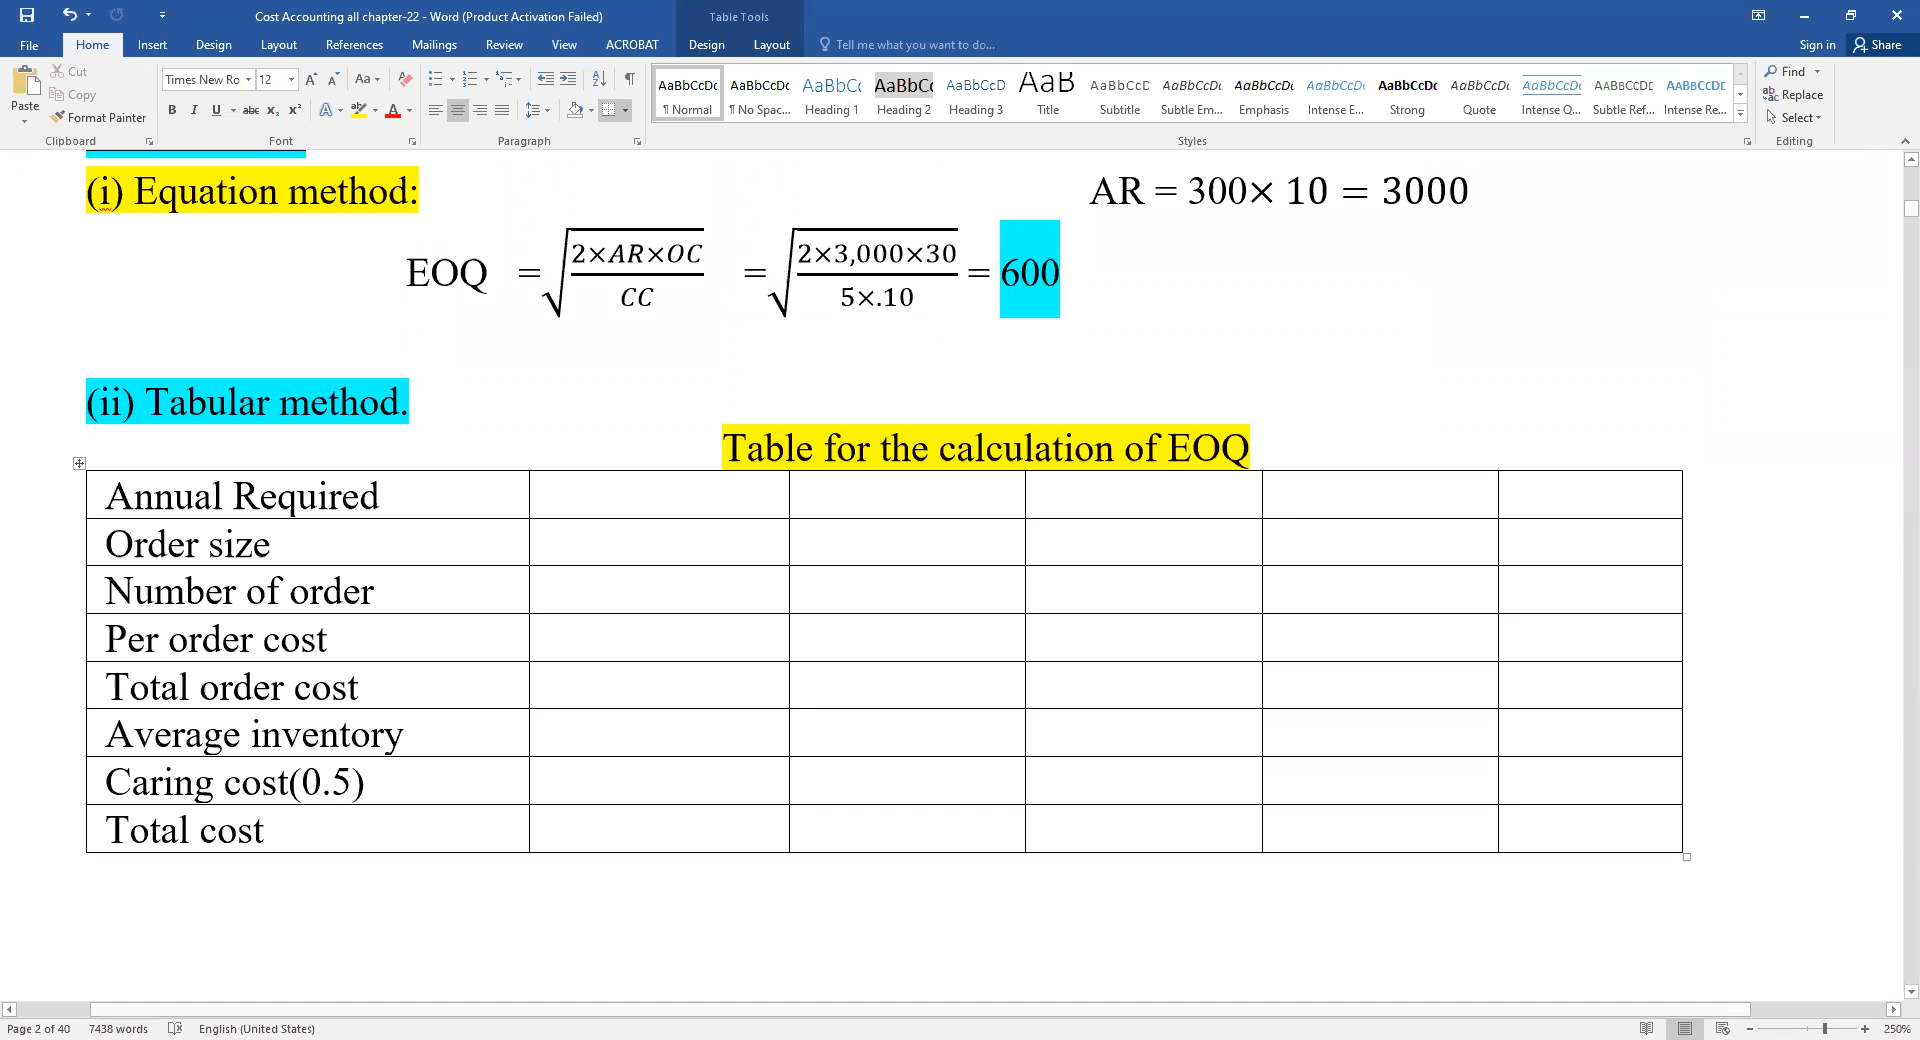 Cost Accounting all chapter-22 - Word (Product Activation Failed)
Table Tools
File Home Insert Design Layout References Mailings Review View ACROBAT Design Layout Tell me what you want to do... Sign in Share
Cut
Copy
Format Painter
Paste
Clipboard
Times New Ro 12
Font
Paragraph
AaBbCcDc AaBbCcDc AaBbCc AaBbCc AaBbCcD AaB AaBbCcD AaBbCcDc AaBbCcDc AaBbCcDc AaBbCcDc AaBbCcDc AaBbCcDc AABBCCDE AABBCCDE
¶ Normal ¶ No Spac... Heading 1 Heading 2 Heading 3 Title Subtitle Subtle Em... Emphasis Intense E... Strong Quote Intense Q... Subtle Ref... Intense Re...
Styles
Find
Replace
Select
Editing
(i) Equation method: AR = 300× 10 = 3000
EOQ = √(2×AR×OC / CC) = √(2×3,000×30 / 5×.10) = 600
(ii) Tabular method.
Table for the calculation of EOQ
Annual Required
Order size
Number of order
Per order cost
Total order cost
Average inventory
Caring cost(0.5)
Total cost
Page 2 of 40 7438 words English (United States) 250%